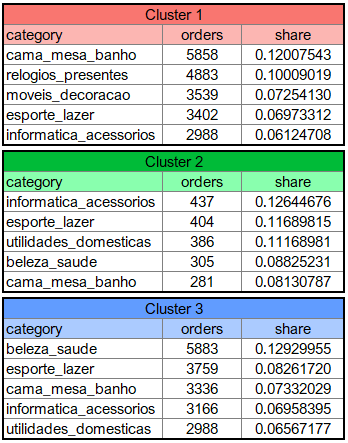 Cluster 1
category orders share
cama_mesa_banho 5858 0.12007543
relogios_presentes 4883 0.10009019
moveis_decoracao 3539 0.07254130
esporte_lazer 3402 0.06973312
informatica_acessorios 2988 0.06124708
Cluster 2
category orders share
informatica_acessorios 437 0.12644676
esporte_lazer 404 0.11689815
utilidades_domesticas 386 0.11168981
beleza_saude 305 0.08825231
cama_mesa_banho 281 0.08130787
Cluster 3
category orders share
beleza_saude 5883 0.12929955
esporte_lazer 3759 0.08261720
cama_mesa_banho 3336 0.07332029
informatica_acessorios 3166 0.06958395
utilidades_domesticas 2988 0.06567177